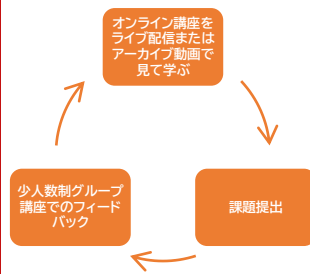 オンライン講座を
ライブ配信または
アーカイブ動画で
見て学ぶ
課題提出
少人数制グループ
講座でのフィード
バック